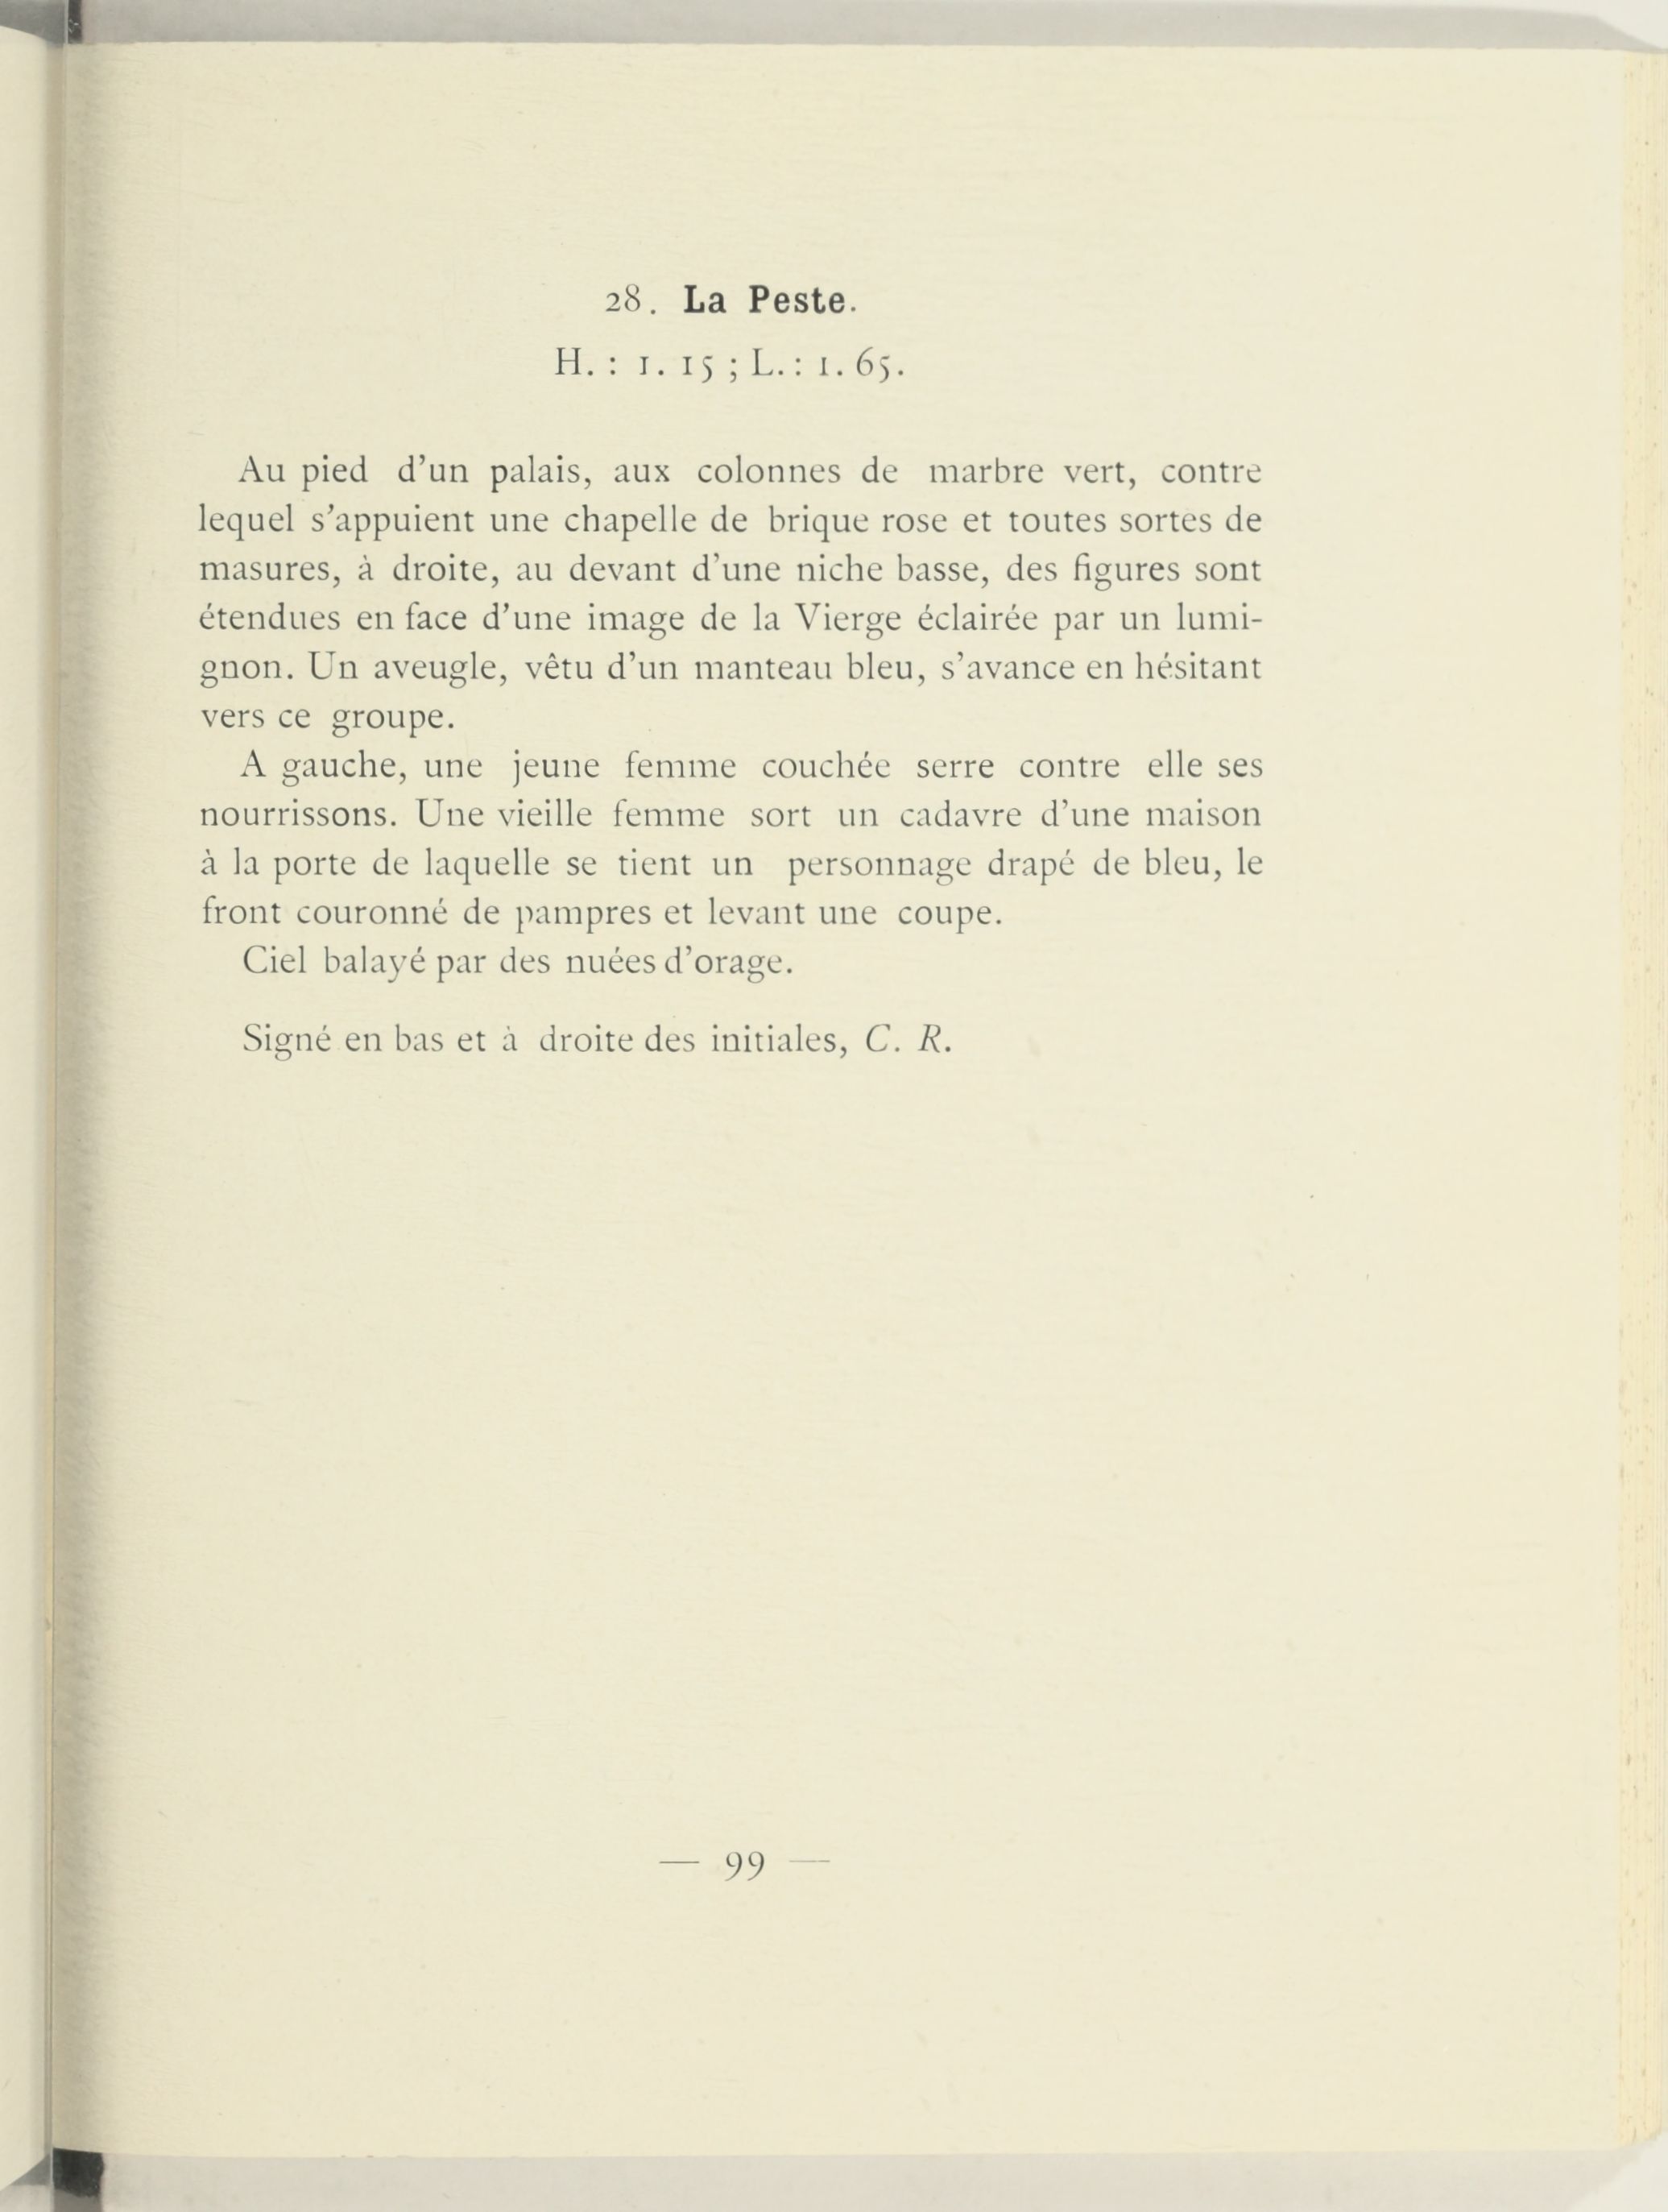 28. La Peste.
H. : 1. 15 ; L. : 1. 65.
Au pied d'un palais, aux colonnes de marbre vert, contre
lequel s'appuient une chapelle de brique rose et toutes sortes de
masures, à droite, au devant d'une niche basse, des figures sont
étendues en face d'une image de la Vierge éclairée par un lumi-
gnon. Un aveugle, vêtu d'un manteau bleu, s'avance en hésitant
vers ce groupe.
A gauche, une jeune femme couchée serre contre elle ses
nourrissons. Une vieille femme sort un cadavre d'une maison
à la porte de laquelle se tient un personnage drapé de bleu, le
front couronné de pampres et levant une coupe.
Ciel balayé par des nuées d'orage.
Signé en bas et à droite des initiales, C. R.
— 99 —